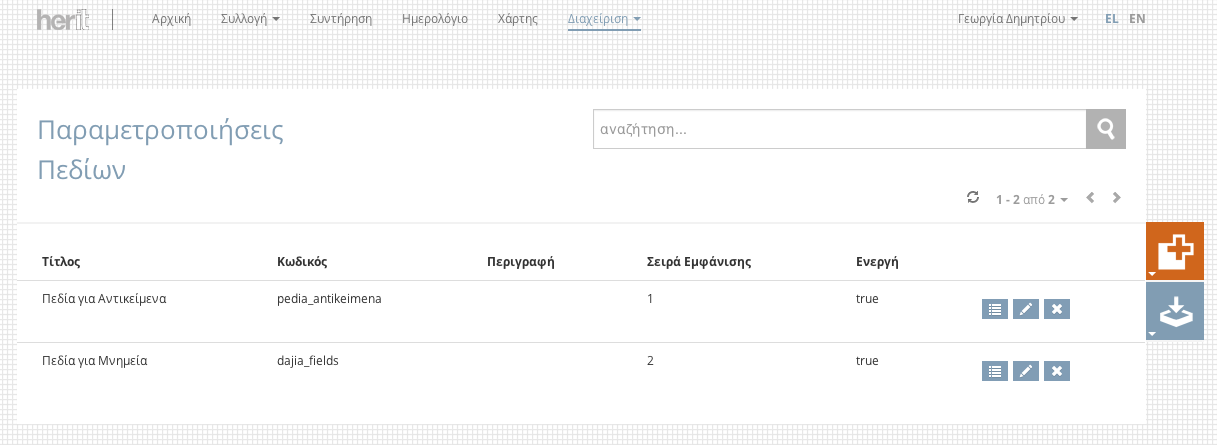 herit Αρχική Συλλογή Συντήρηση Ημερολόγιο Χάρτης Διαχείριση Γεωργία Δημητρίου EL EN
Παραμετροποιήσεις
Πεδίων
αναζήτηση...
1 - 2 από 2
Τίτλος Κωδικός Περιγραφή Σειρά Εμφάνισης Ενεργή
Πεδία για Αντικείμενα pedia_antikeimena 1 true
Πεδία για Μνημεία dajia_fields 2 true